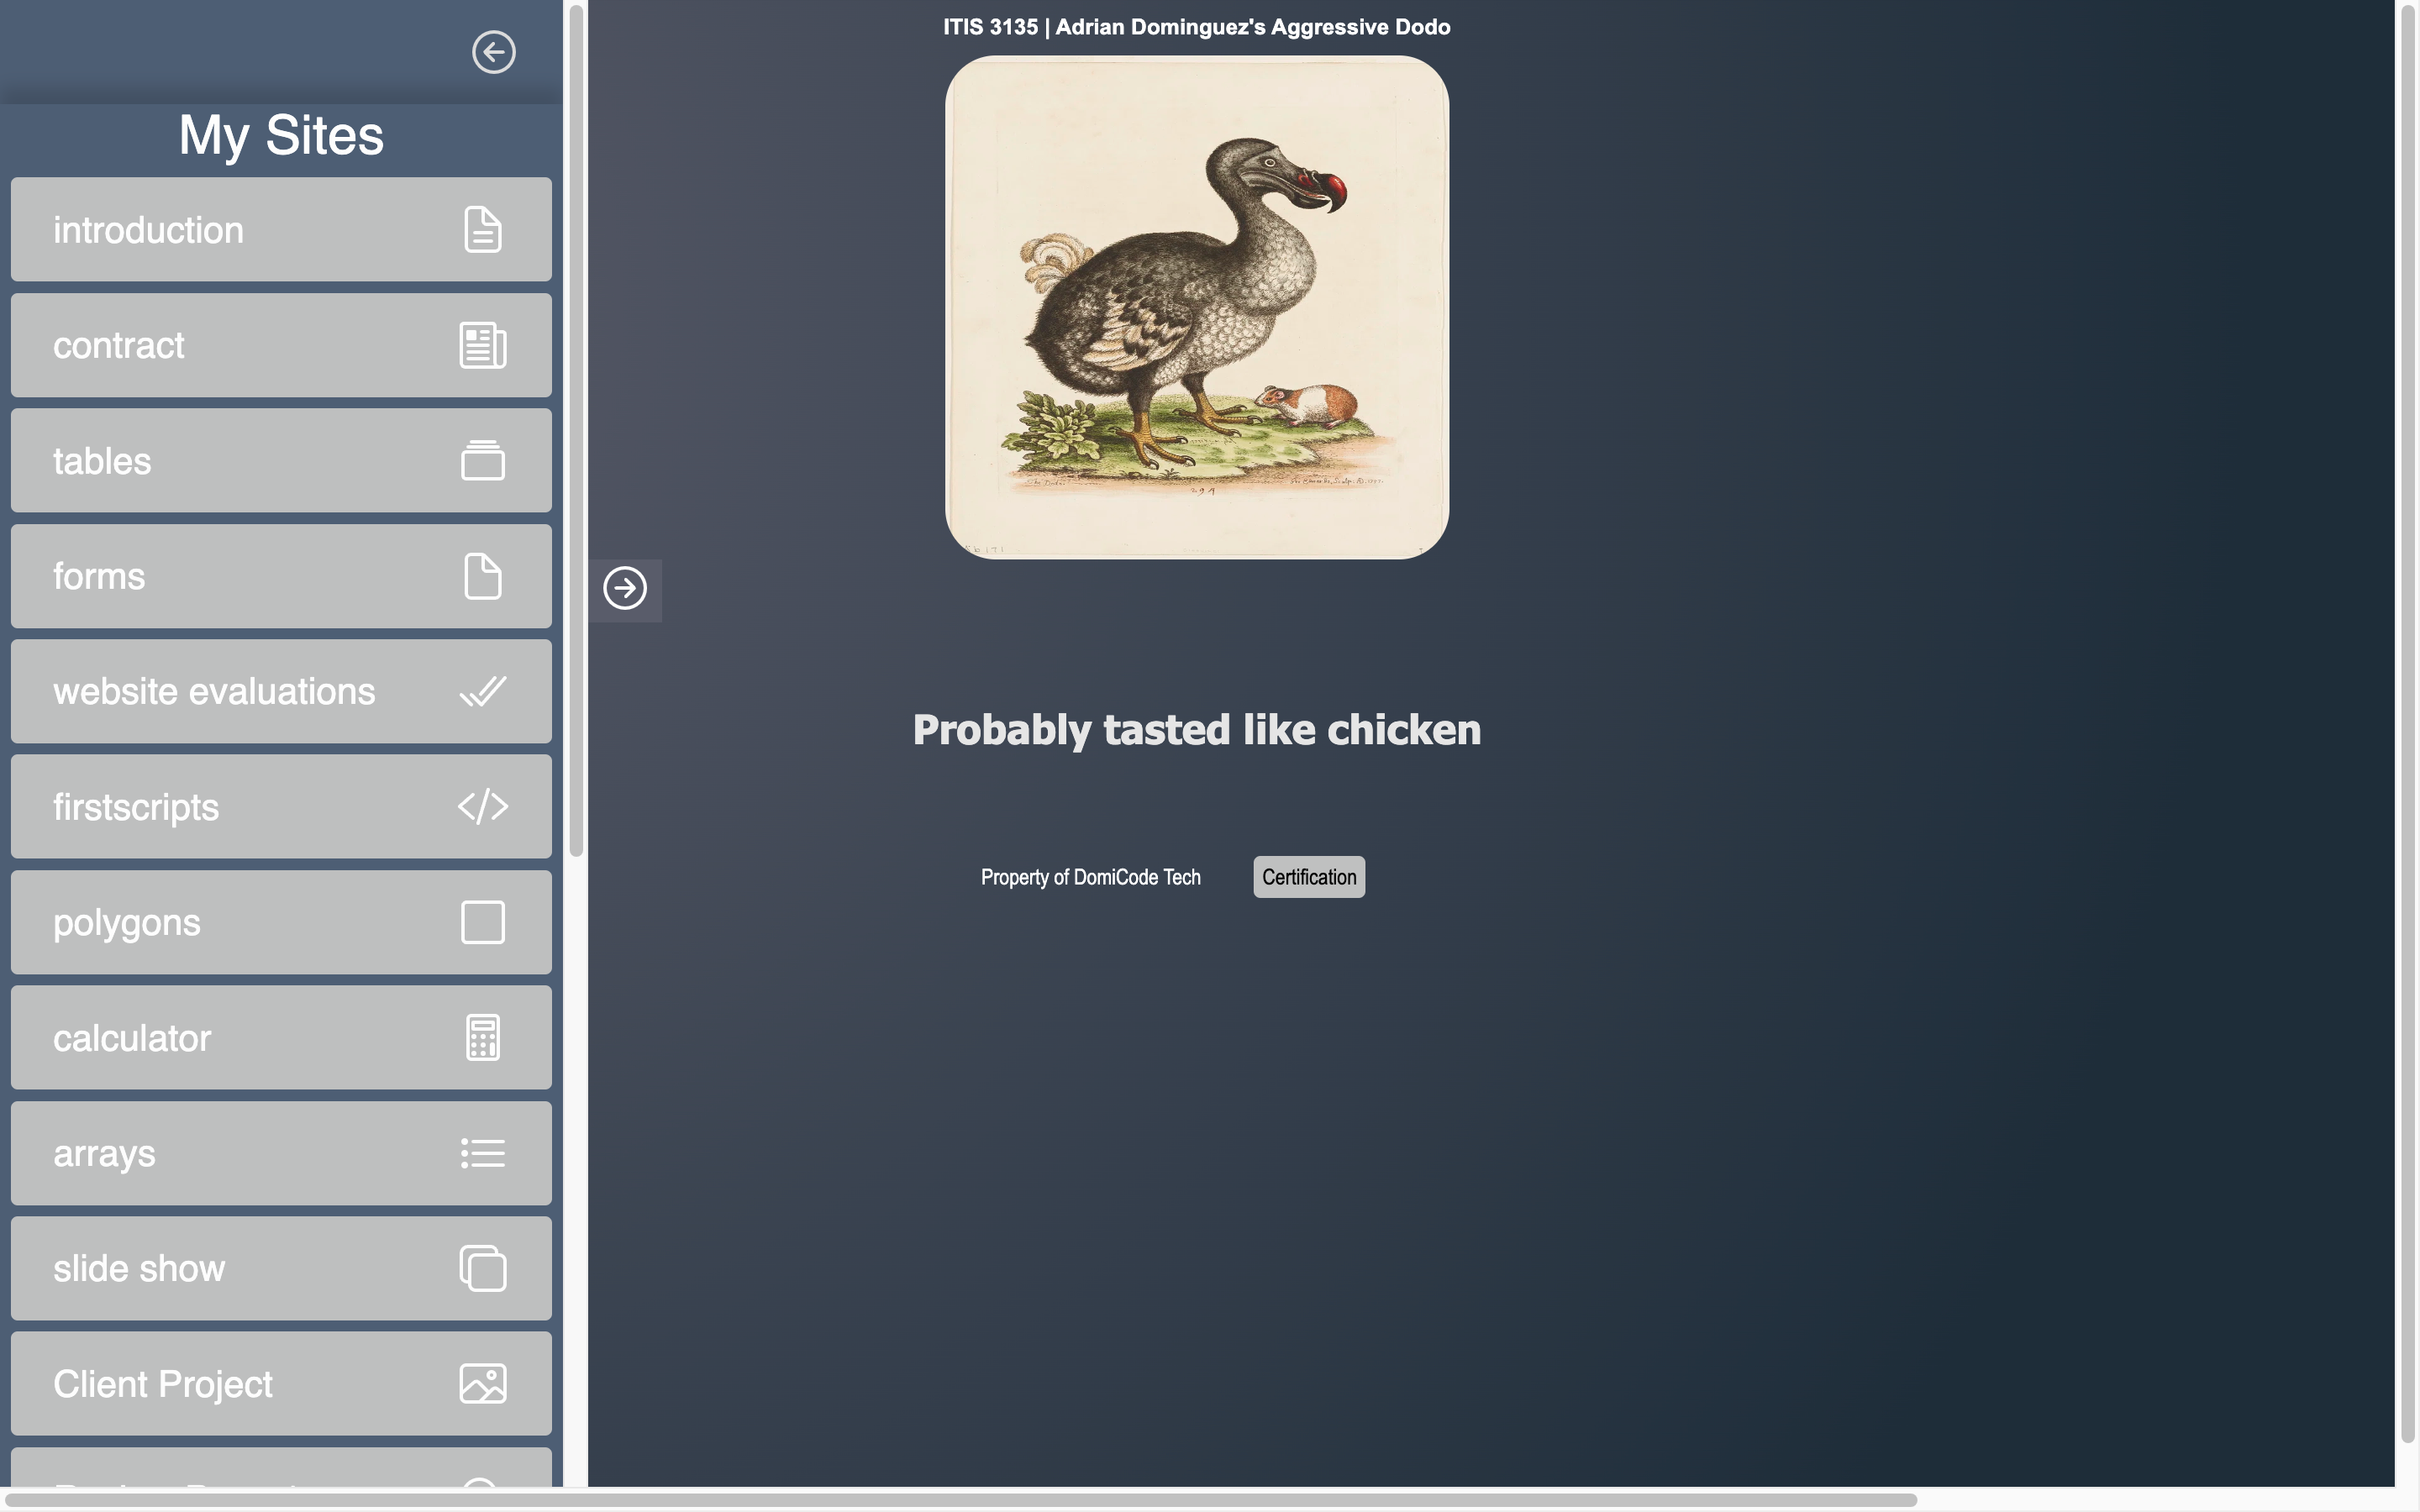 My Sites
introduction
contract
tables
forms
website evaluations
firstscripts
polygons
calculator
arrays
slide show
Client Project
ITIS 3135 | Adrian Dominguez's Aggressive Dodo
Probably tasted like chicken
Property of DomiCode Tech
Certification